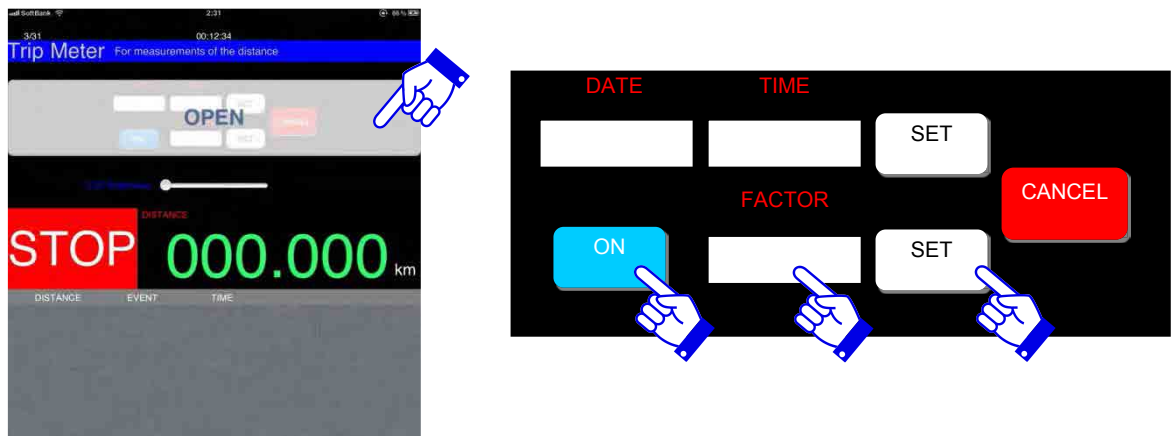 SoftBank 2:31 86%
3/31 00:12:34
Trip Meter For measurements of the distance
OPEN
STOP
DISTANCE
000.000 km
DISTANCE EVENT TIME
DATE TIME
SET
CANCEL
FACTOR
ON
SET